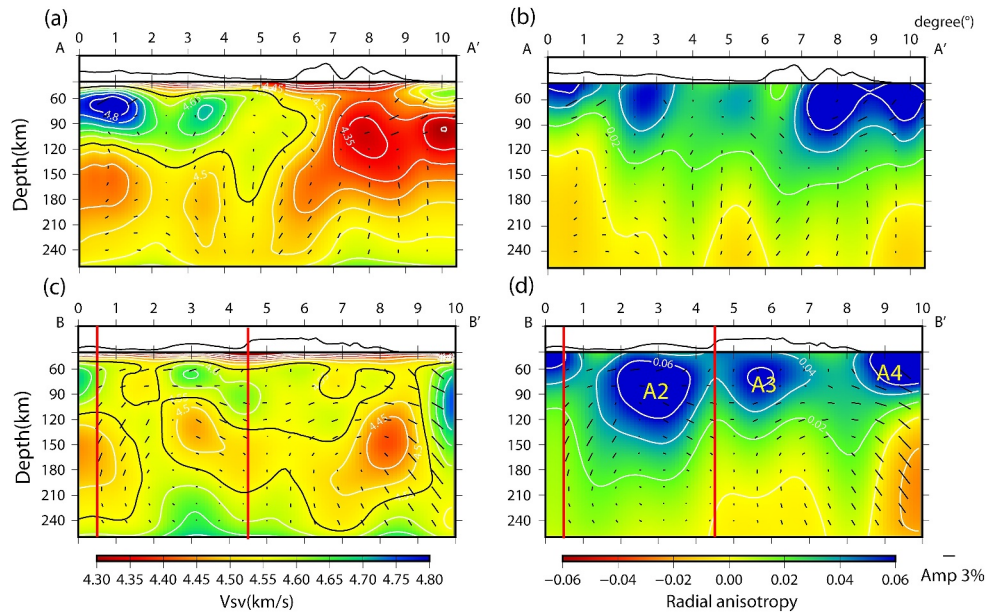 (a)
(b)
degree(°)
A 0 1 2 3 4 5 6 7 8 9 10 A'
A 0 1 2 3 4 5 6 7 8 9 10 A'
Depth(km)
60
90
120
150
180
210
240
4.8
4.6
4.5
4.35
4.5
0.02
(c)
(d)
B 0 1 2 3 4 5 6 7 8 9 10 B'
B 0 1 2 3 4 5 6 7 8 9 10 B'
Depth(km)
60
90
120
150
180
210
240
4.5
4.45
0.06
0.04
0.02
A2
A3
A4
4.30 4.35 4.40 4.45 4.50 4.55 4.60 4.65 4.70 4.75 4.80
Vsv(km/s)
−0.06 −0.04 −0.02 0.00 0.02 0.04 0.06
Radial anisotropy
Amp 3%